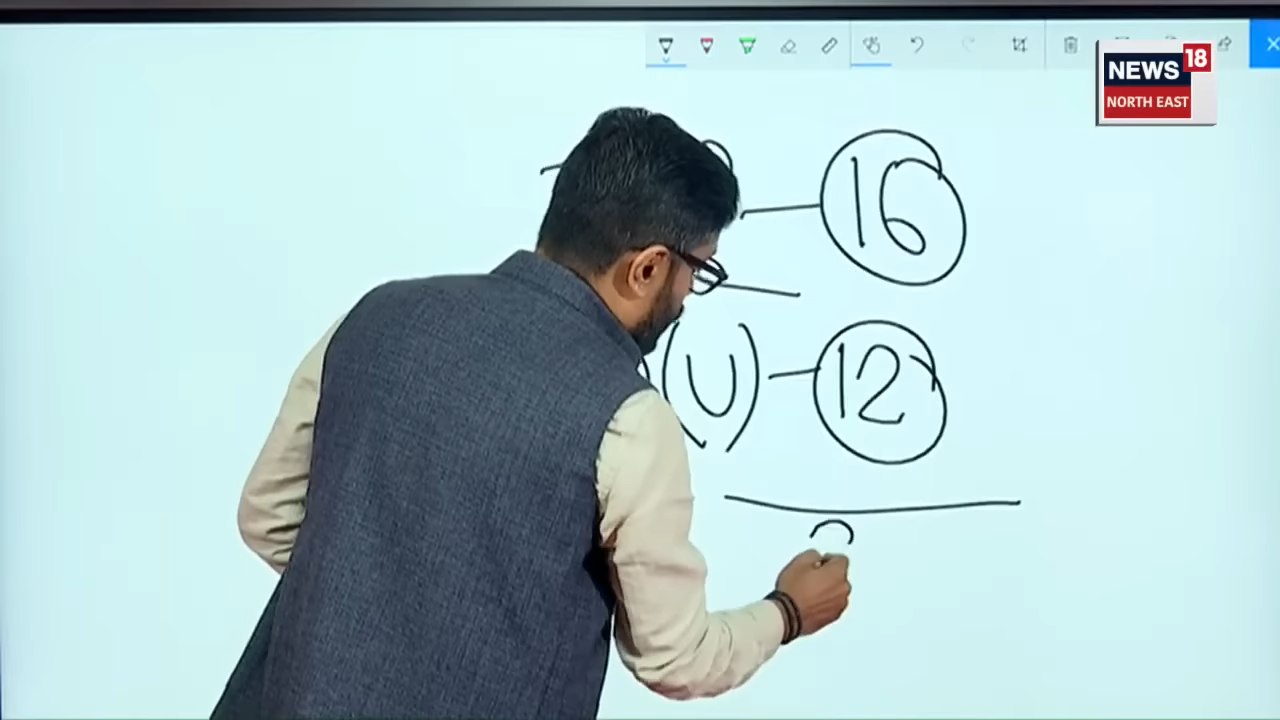 NEWS 18
NORTH EAST
— 16
(U) — 12